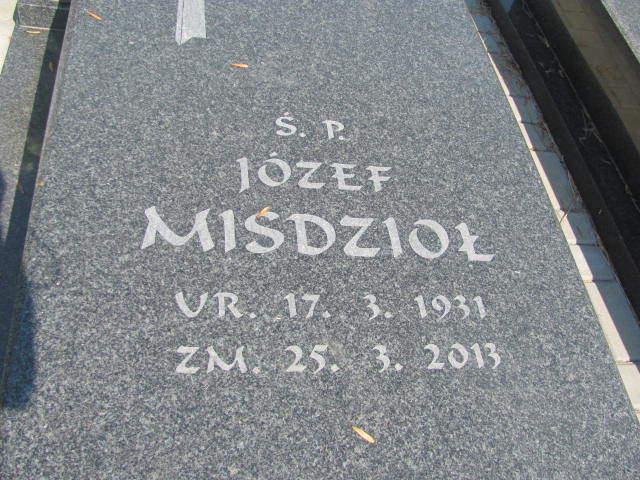 Ś. P.
JÓZEF
MISDZIOŁ
UR. 17. 3. 1931
ZM. 25. 3. 2013